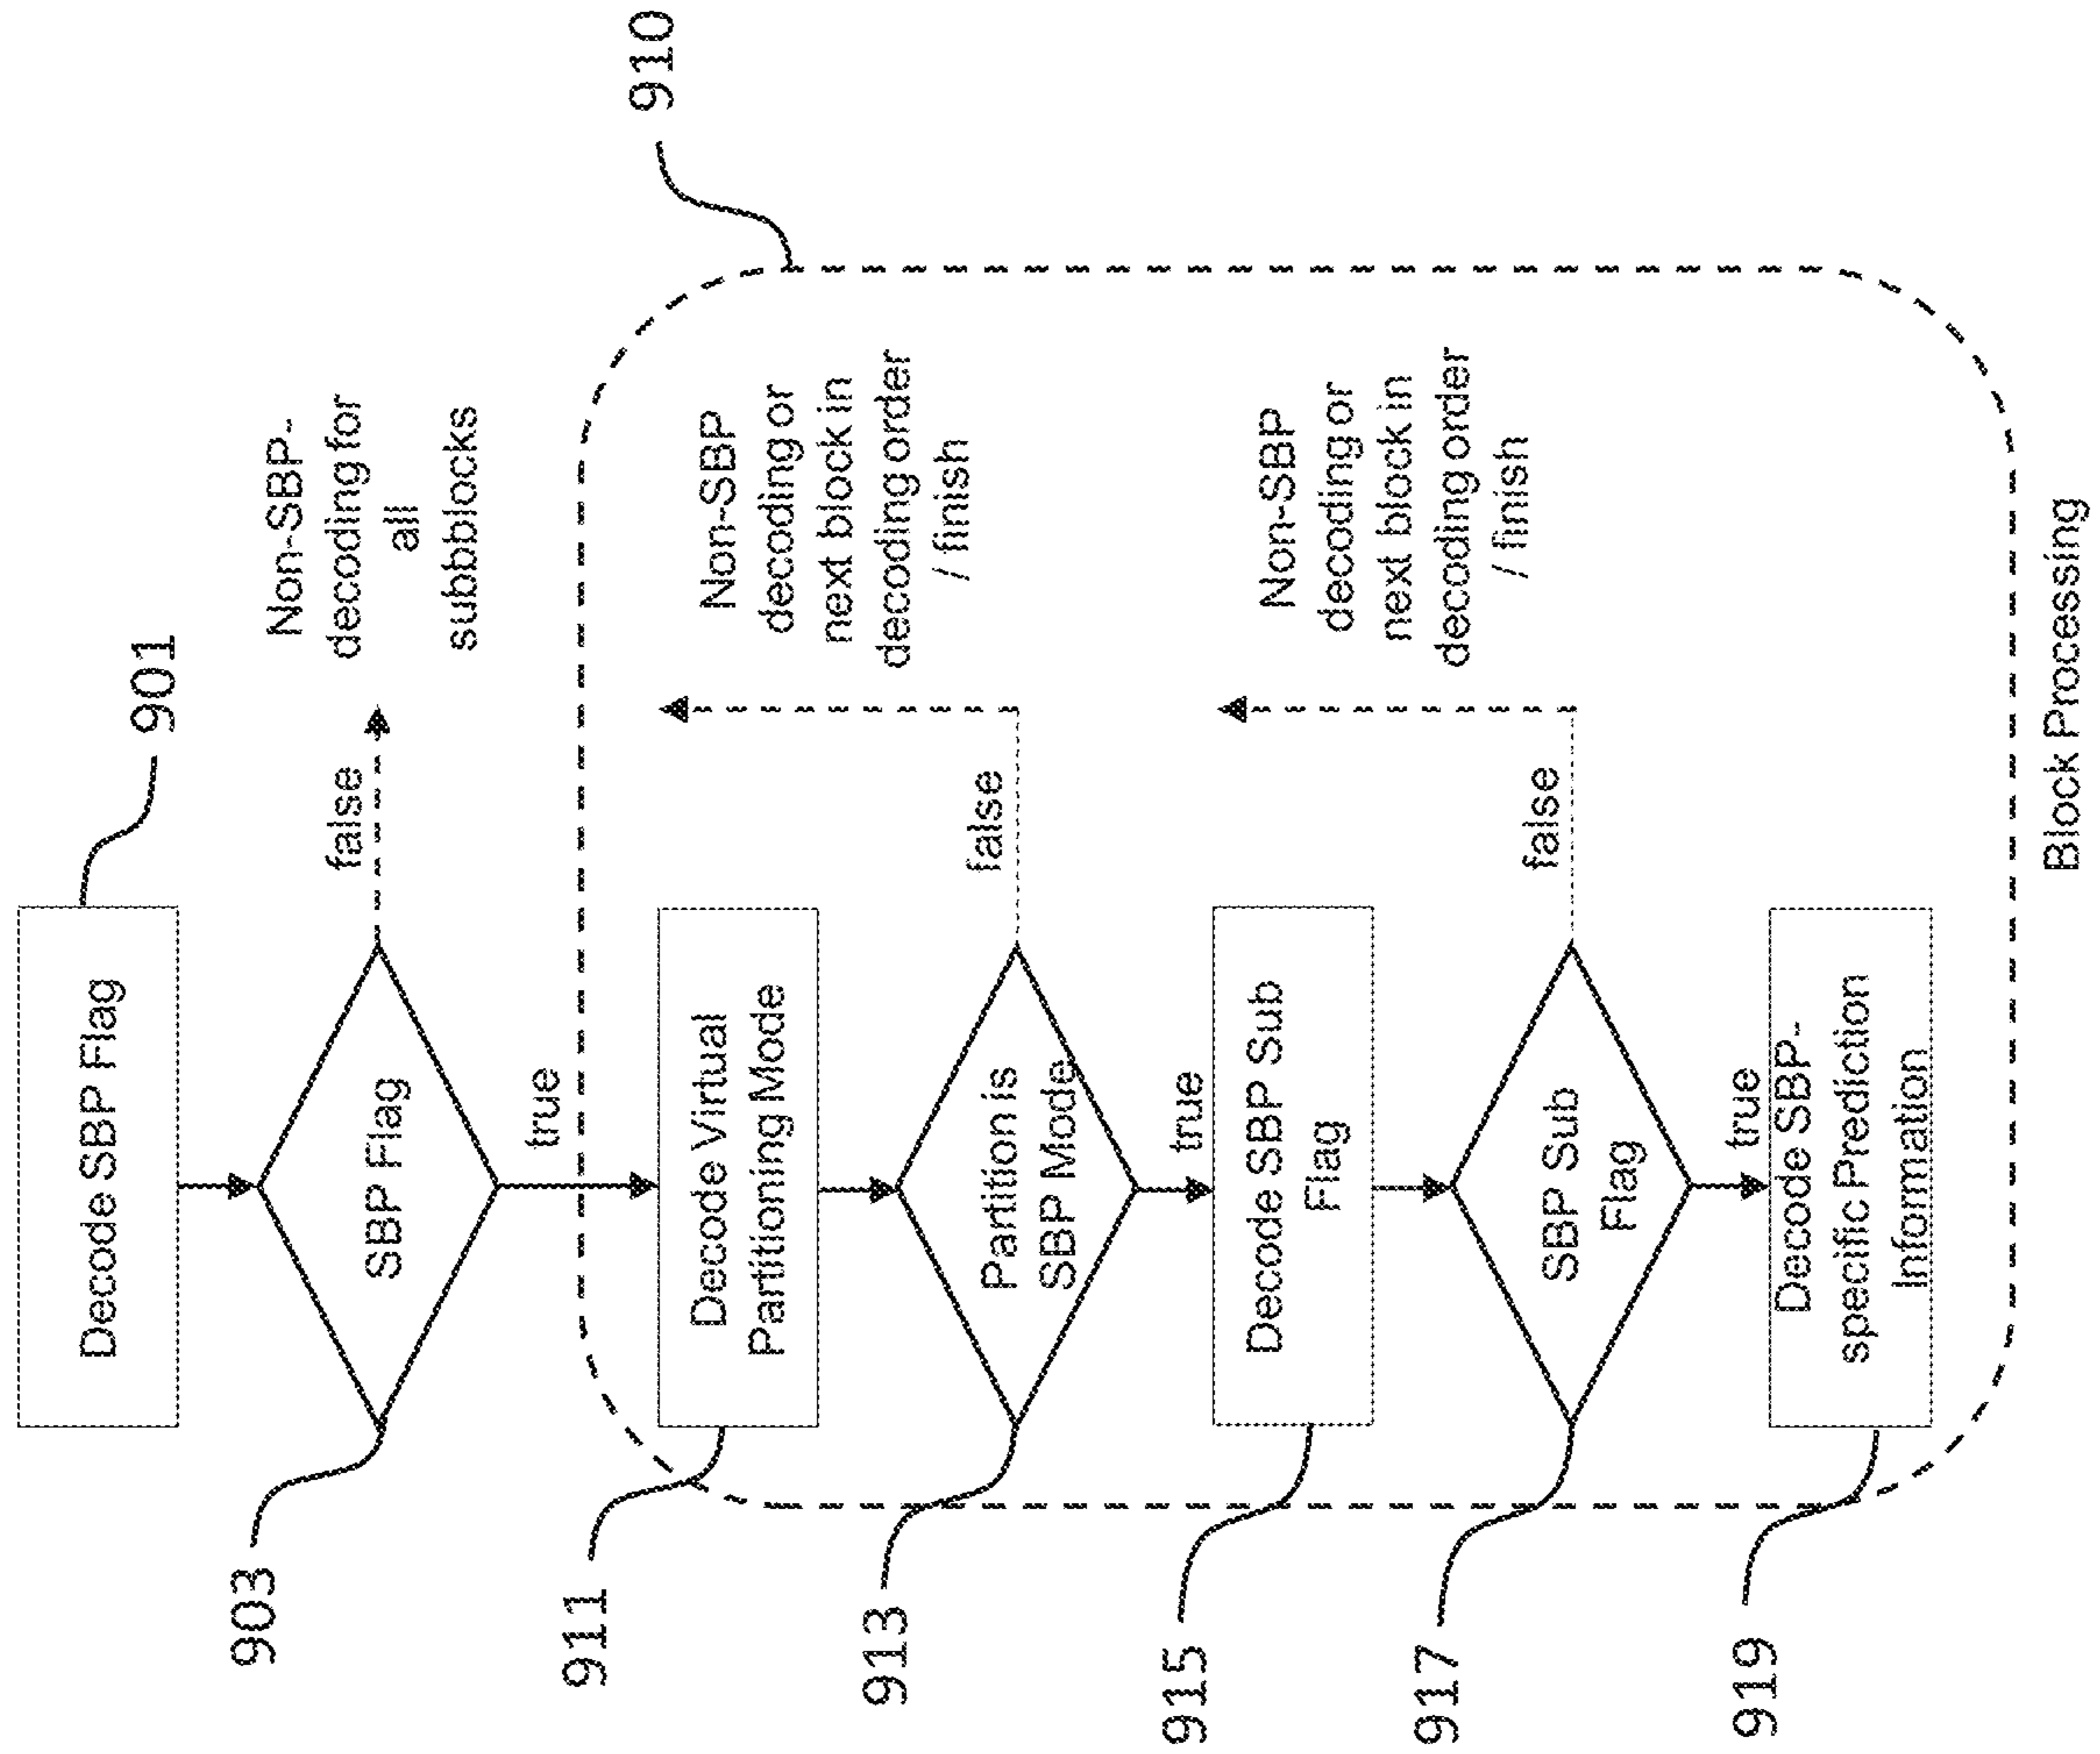 Decode SBP Flag
901
SBP Flag
903
false
Non-SBP-
decoding for
all
subbblocks
true
910
Decode Virtual
Partitioning Mode
911
Partition is
SBP Mode
913
false
Non-SBP
decoding or
next block in
decoding order
/ finish
true
Decode SBP Sub
Flag
915
SBP Sub
Flag
917
false
Non-SBP
decoding or
next block in
decoding order
/ finish
true
Decode SBP-
specific Prediction
Information
919
Block Processing